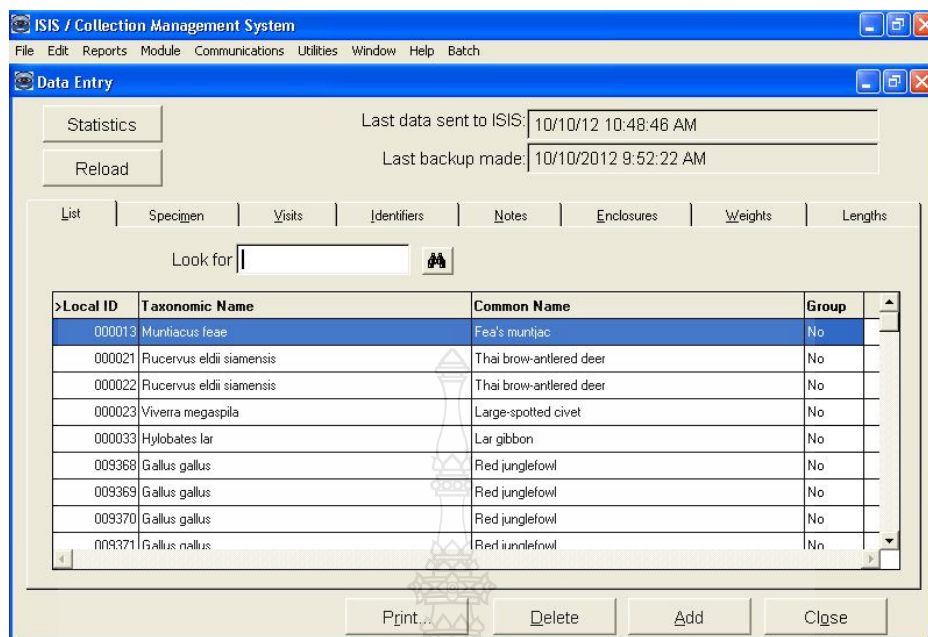 ISIS / Collection Management System
File Edit Reports Module Communications Utilities Window Help Batch
Data Entry
Statistics
Last data sent to ISIS: 10/10/12 10:48:46 AM
Reload
Last backup made: 10/10/2012 9:52:22 AM
List Specimen Visits Identifiers Notes Enclosures Weights Lengths
Look for
>Local ID Taxonomic Name Common Name Group
000013 Muntiacus feae Fea's muntjac No
000021 Rucervus eldii siamensis Thai brow-antlered deer No
000022 Rucervus eldii siamensis Thai brow-antlered deer No
000023 Viverra megaspila Large-spotted civet No
000033 Hylobates lar Lar gibbon No
009368 Gallus gallus Red junglefowl No
009369 Gallus gallus Red junglefowl No
009370 Gallus gallus Red junglefowl No
009371 Gallus gallus Red junglefowl No
Print... Delete Add Close